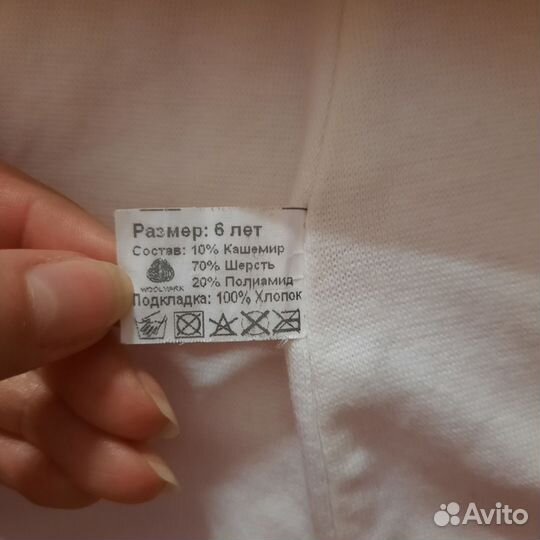 Размер: 6 лет
Состав: 10% Кашемир
70% Шерсть
WOOLMARK
20% Полиамид
Подкладка: 100% Хлопок
Avito